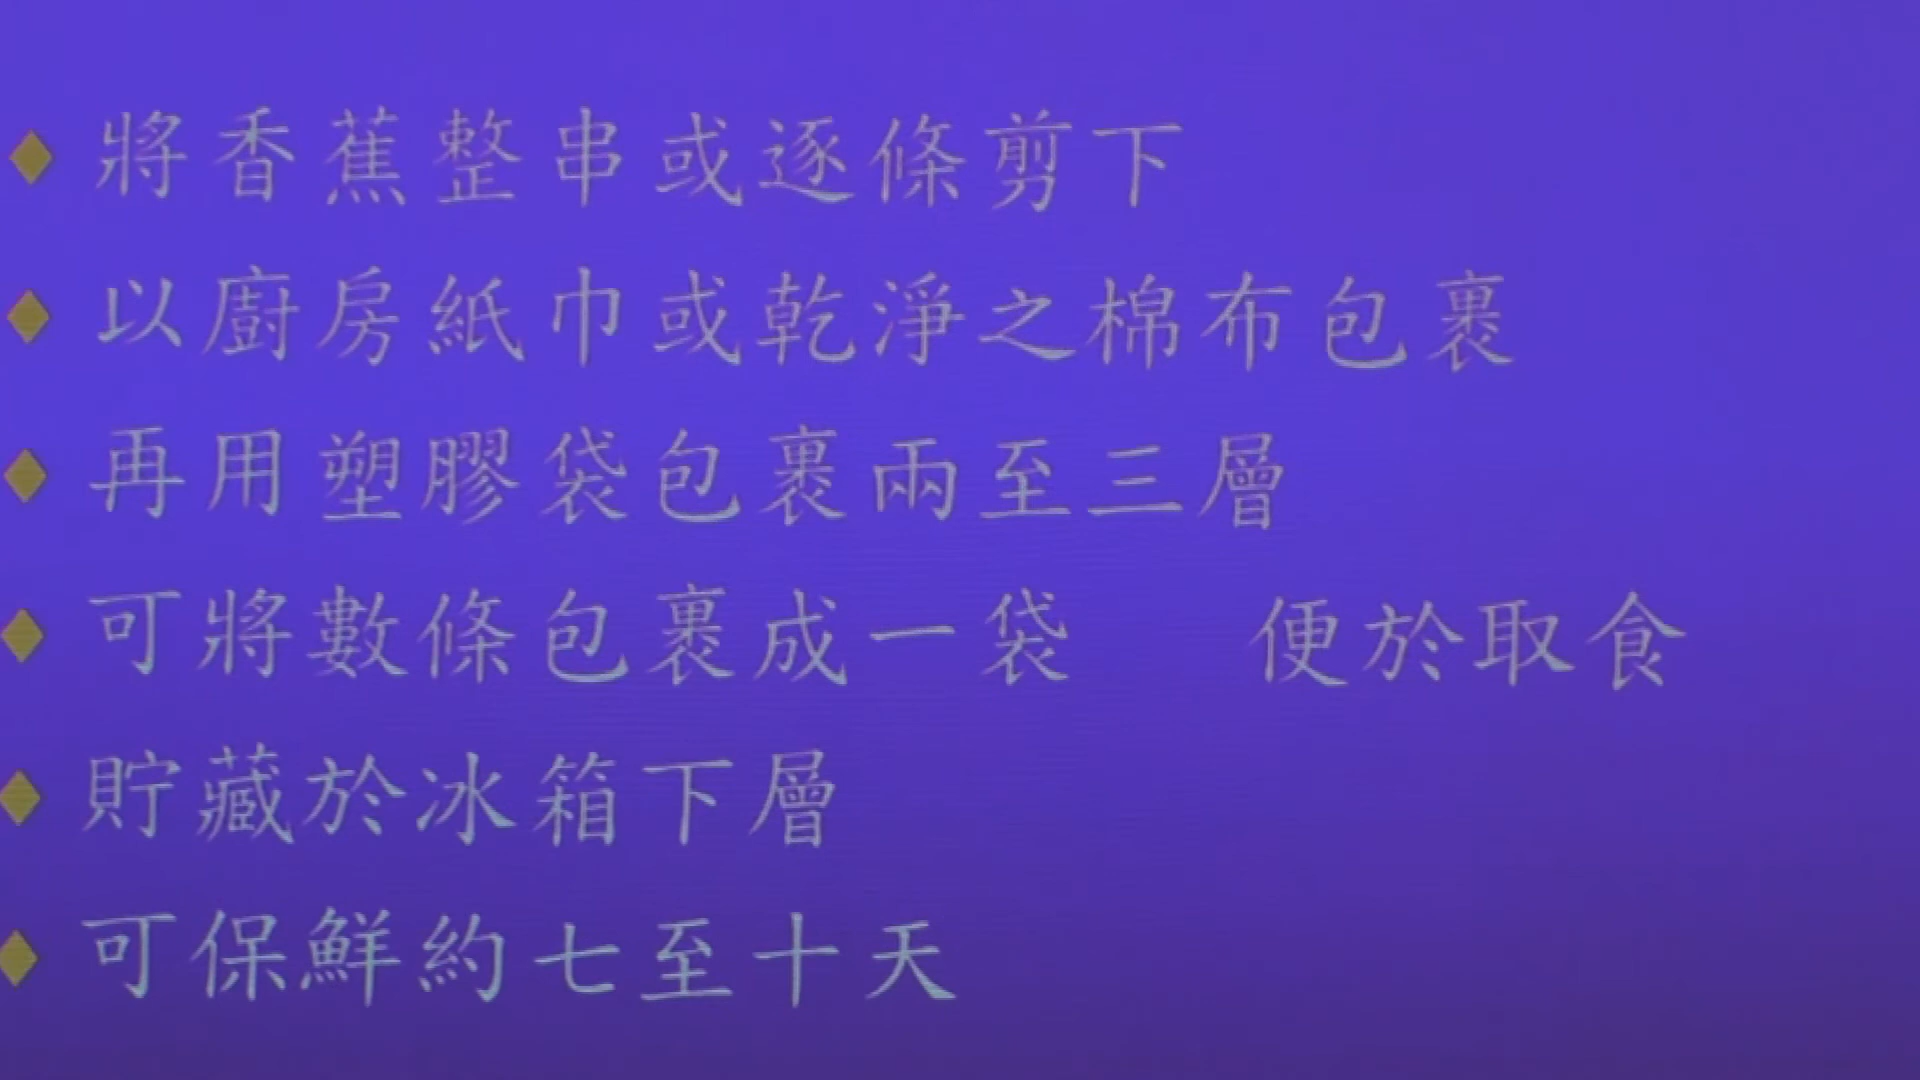 將香蕉整串或逐條剪下
以廚房紙巾或乾淨之棉布包裹
再用塑膠袋包裹兩至三層
可將數條包裹成一袋　便於取食
貯藏於冰箱下層
可保鮮約七至十天